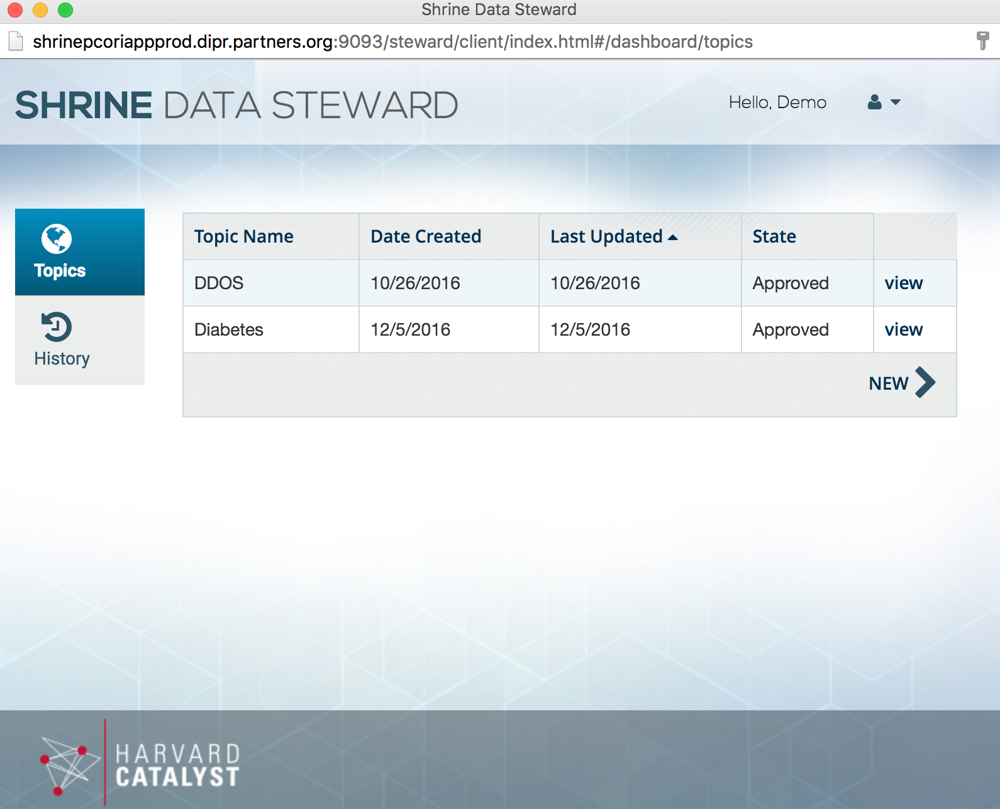 Shrine Data Steward
shrinepcoriappprod.dipr.partners.org:9093/steward/client/index.html#/dashboard/topics
SHRINE DATA STEWARD
Hello, Demo
Topics
History
Topic Name Date Created Last Updated State
DDOS 10/26/2016 10/26/2016 Approved view
Diabetes 12/5/2016 12/5/2016 Approved view
NEW
HARVARD
CATALYST